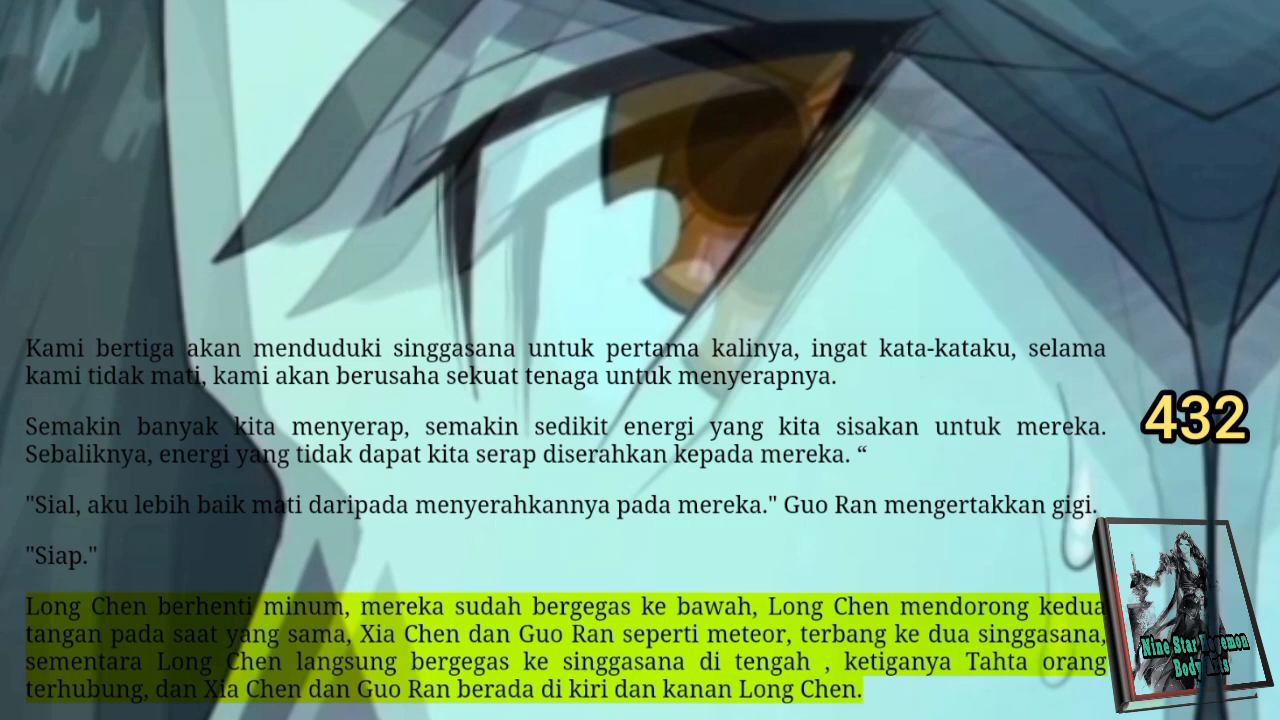 Kami bertiga akan menduduki singgasana untuk pertama kalinya, ingat kata-kataku, selama
kami tidak mati, kami akan berusaha sekuat tenaga untuk menyerapnya.
Semakin banyak kita menyerap, semakin sedikit energi yang kita sisakan untuk mereka.
Sebaliknya, energi yang tidak dapat kita serap diserahkan kepada mereka. “
"Sial, aku lebih baik mati daripada menyerahkannya pada mereka." Guo Ran mengertakkan gigi.
"Siap."
Long Chen berhenti minum, mereka sudah bergegas ke bawah, Long Chen mendorong kedua
tangan pada saat yang sama, Xia Chen dan Guo Ran seperti meteor, terbang ke dua singgasana,
sementara Long Chen langsung bergegas ke singgasana di tengah , ketiganya Tahta orang
terhubung, dan Xia Chen dan Guo Ran berada di kiri dan kanan Long Chen.
432
Nine Star
Body Arts